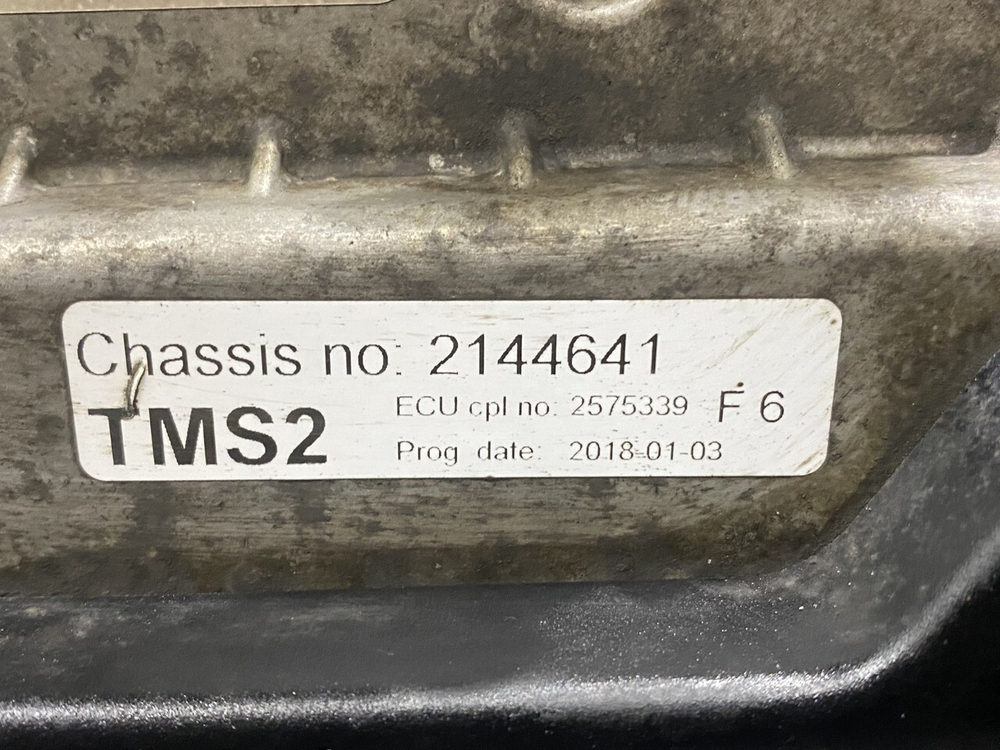 Chassis no: 2144641
TMS2
ECU cpl no: 2575339 F 6
Prog date: 2018-01-03